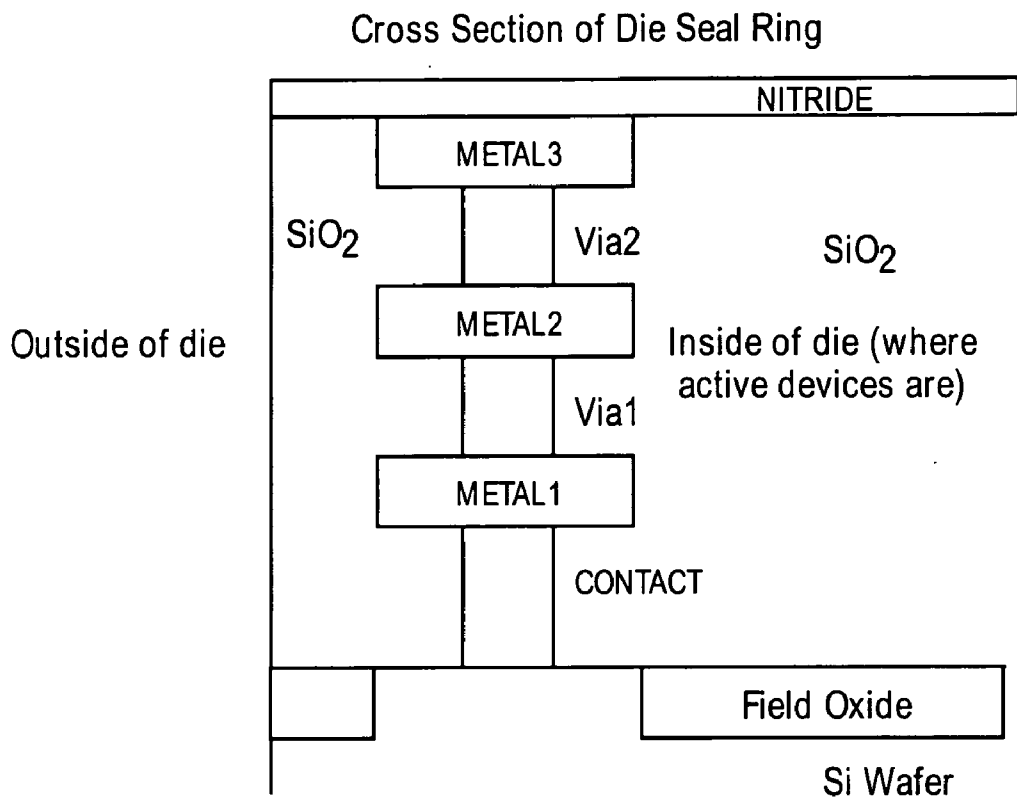 Cross Section of Die Seal Ring
NITRIDE
METAL3
SiO2
Via2
SiO2
METAL2
Outside of die
Inside of die (where
active devices are)
Via1
METAL1
CONTACT
Field Oxide
Si Wafer